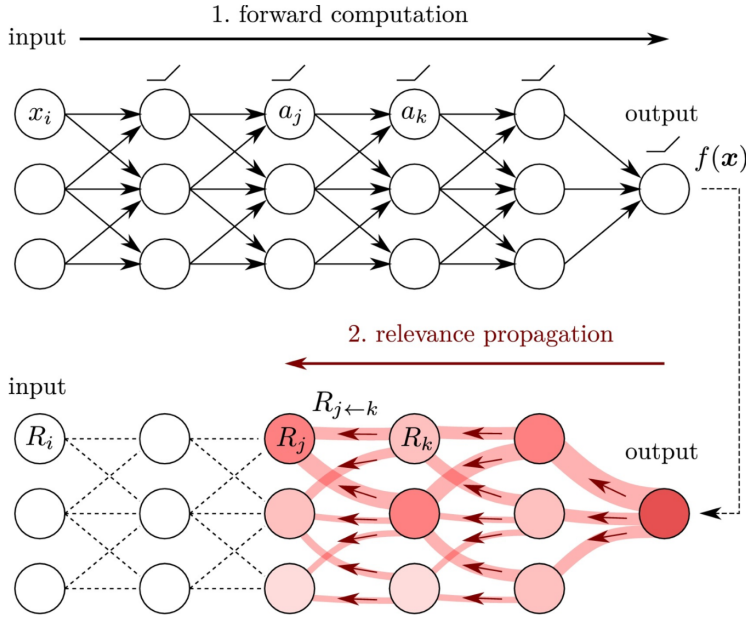 1. forward computation
input
x_i
a_j
a_k
output
f(x)
2. relevance propagation
input
R_{j←k}
R_i
R_j
R_k
output